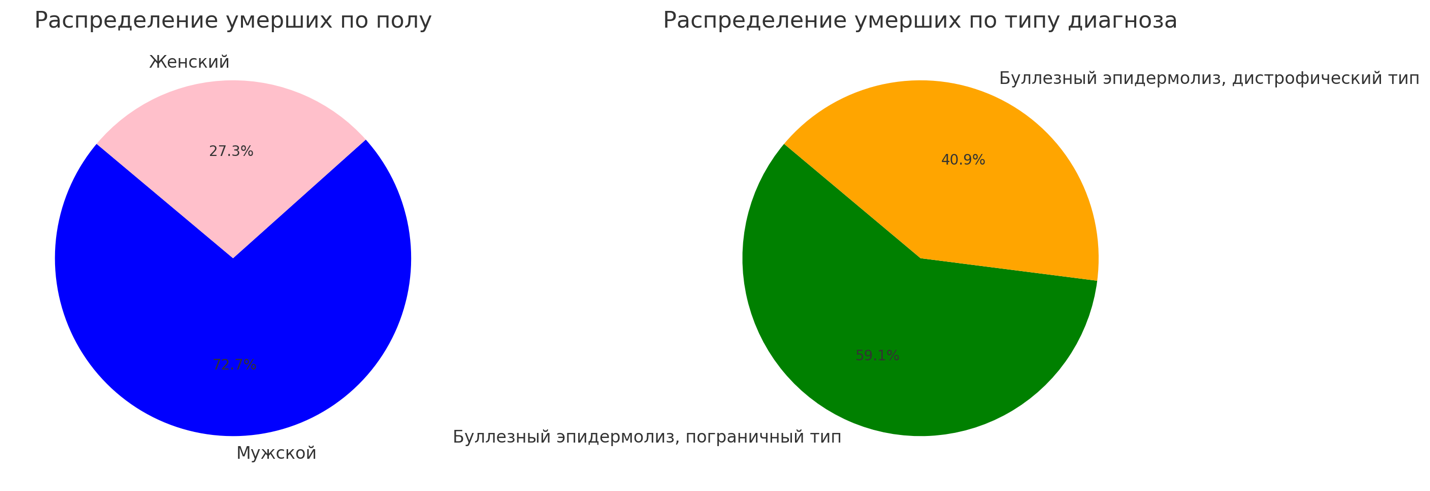 Распределение умерших по полу
Женский
27.3%
72.7%
Мужской
Распределение умерших по типу диагноза
Буллезный эпидермолиз, дистрофический тип
40.9%
59.1%
Буллезный эпидермолиз, пограничный тип